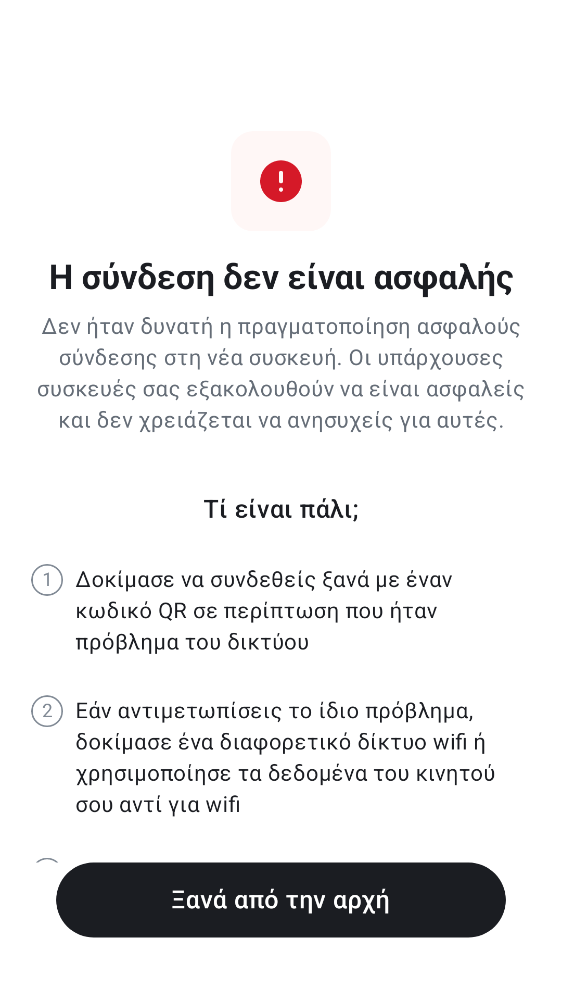 Η σύνδεση δεν είναι ασφαλής
Δεν ήταν δυνατή η πραγματοποίηση ασφαλούς
σύνδεσης στη νέα συσκευή. Οι υπάρχουσες
συσκευές σας εξακολουθούν να είναι ασφαλείς
και δεν χρειάζεται να ανησυχείς για αυτές.
Τί είναι πάλι;
1 Δοκίμασε να συνδεθείς ξανά με έναν
κωδικό QR σε περίπτωση που ήταν
πρόβλημα του δικτύου
2 Εάν αντιμετωπίσεις το ίδιο πρόβλημα,
δοκίμασε ένα διαφορετικό δίκτυο wifi ή
χρησιμοποίησε τα δεδομένα του κινητού
σου αντί για wifi
Ξανά από την αρχή